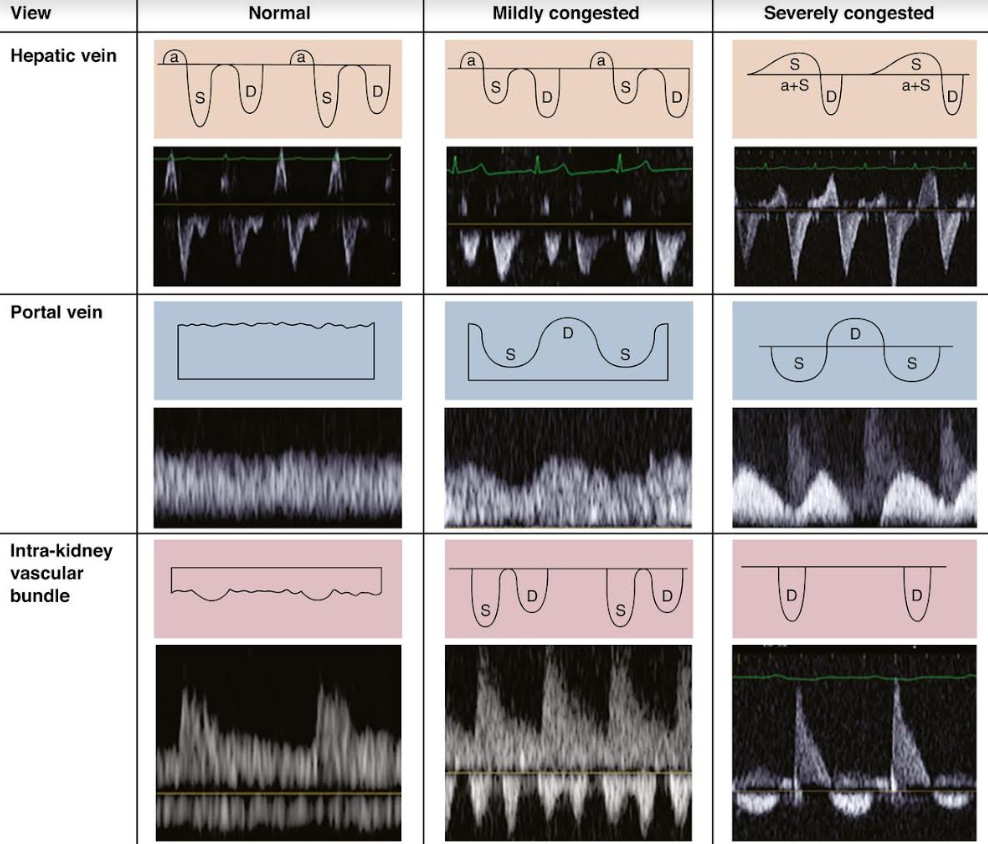 View Normal Mildly congested Severely congested
Hepatic vein
a a
S D S D
a a
S D S D
S S
a+S D a+S D
Portal vein
D
S S
D
S S
Intra-kidney
vascular
bundle
S D S D
D D